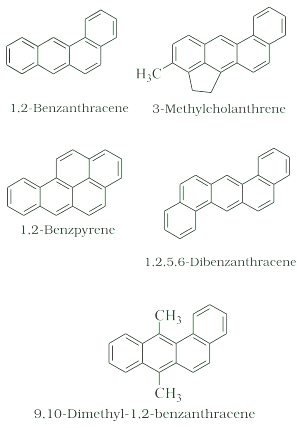 1,2-Benzanthracene
H3C
3-Methylcholanthrene
1,2-Benzpyrene
1,2,5,6-Dibenzanthracene
CH3
CH3
9,10-Dimethyl-1,2-benzanthracene